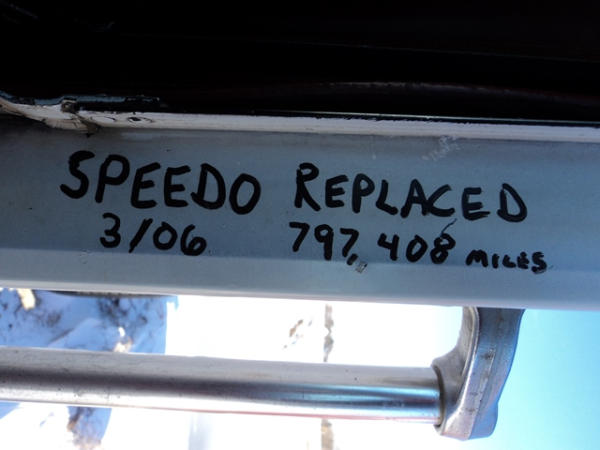 SPEEDO REPLACED
3/06 797,408 MILES